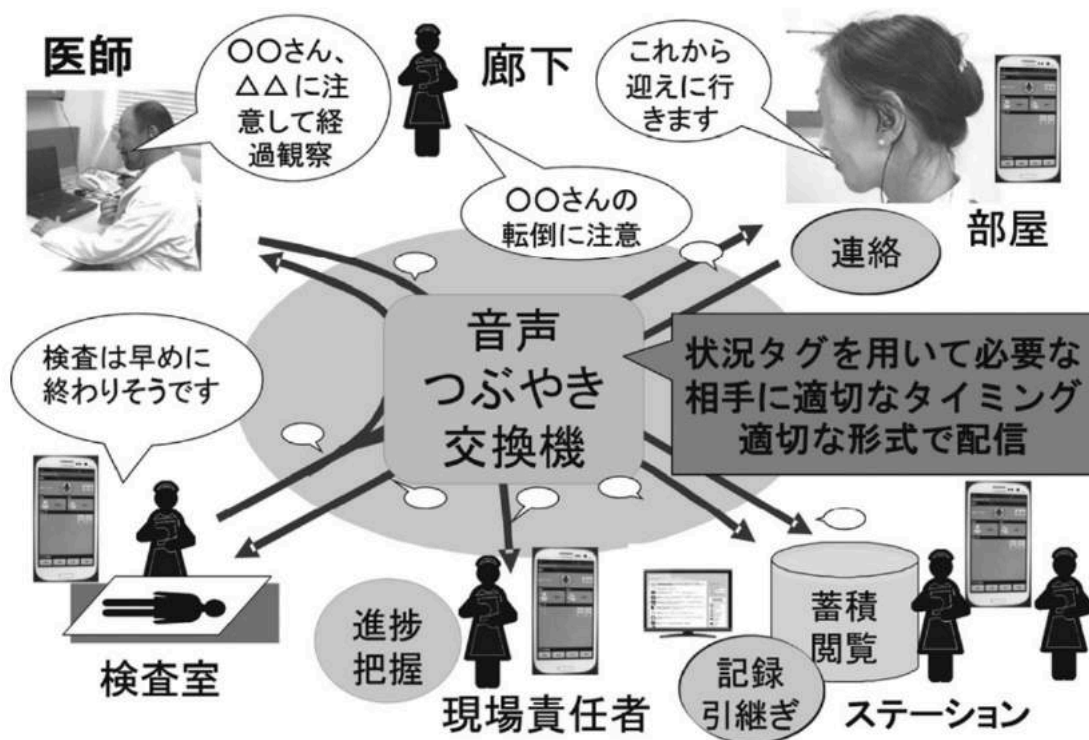 医師
〇〇さん、
△△に注
意して経
過観察
廊下
〇〇さんの
転倒に注意
これから
迎えに行
きます
部屋
連絡
音声
つぶやき
交換機
状況タグを用いて必要な
相手に適切なタイミング
適切な形式で配信
検査は早めに
終わりそうです
検査室
進捗
把握
現場責任者
蓄積
閲覧
記録
引継ぎ
ステーション